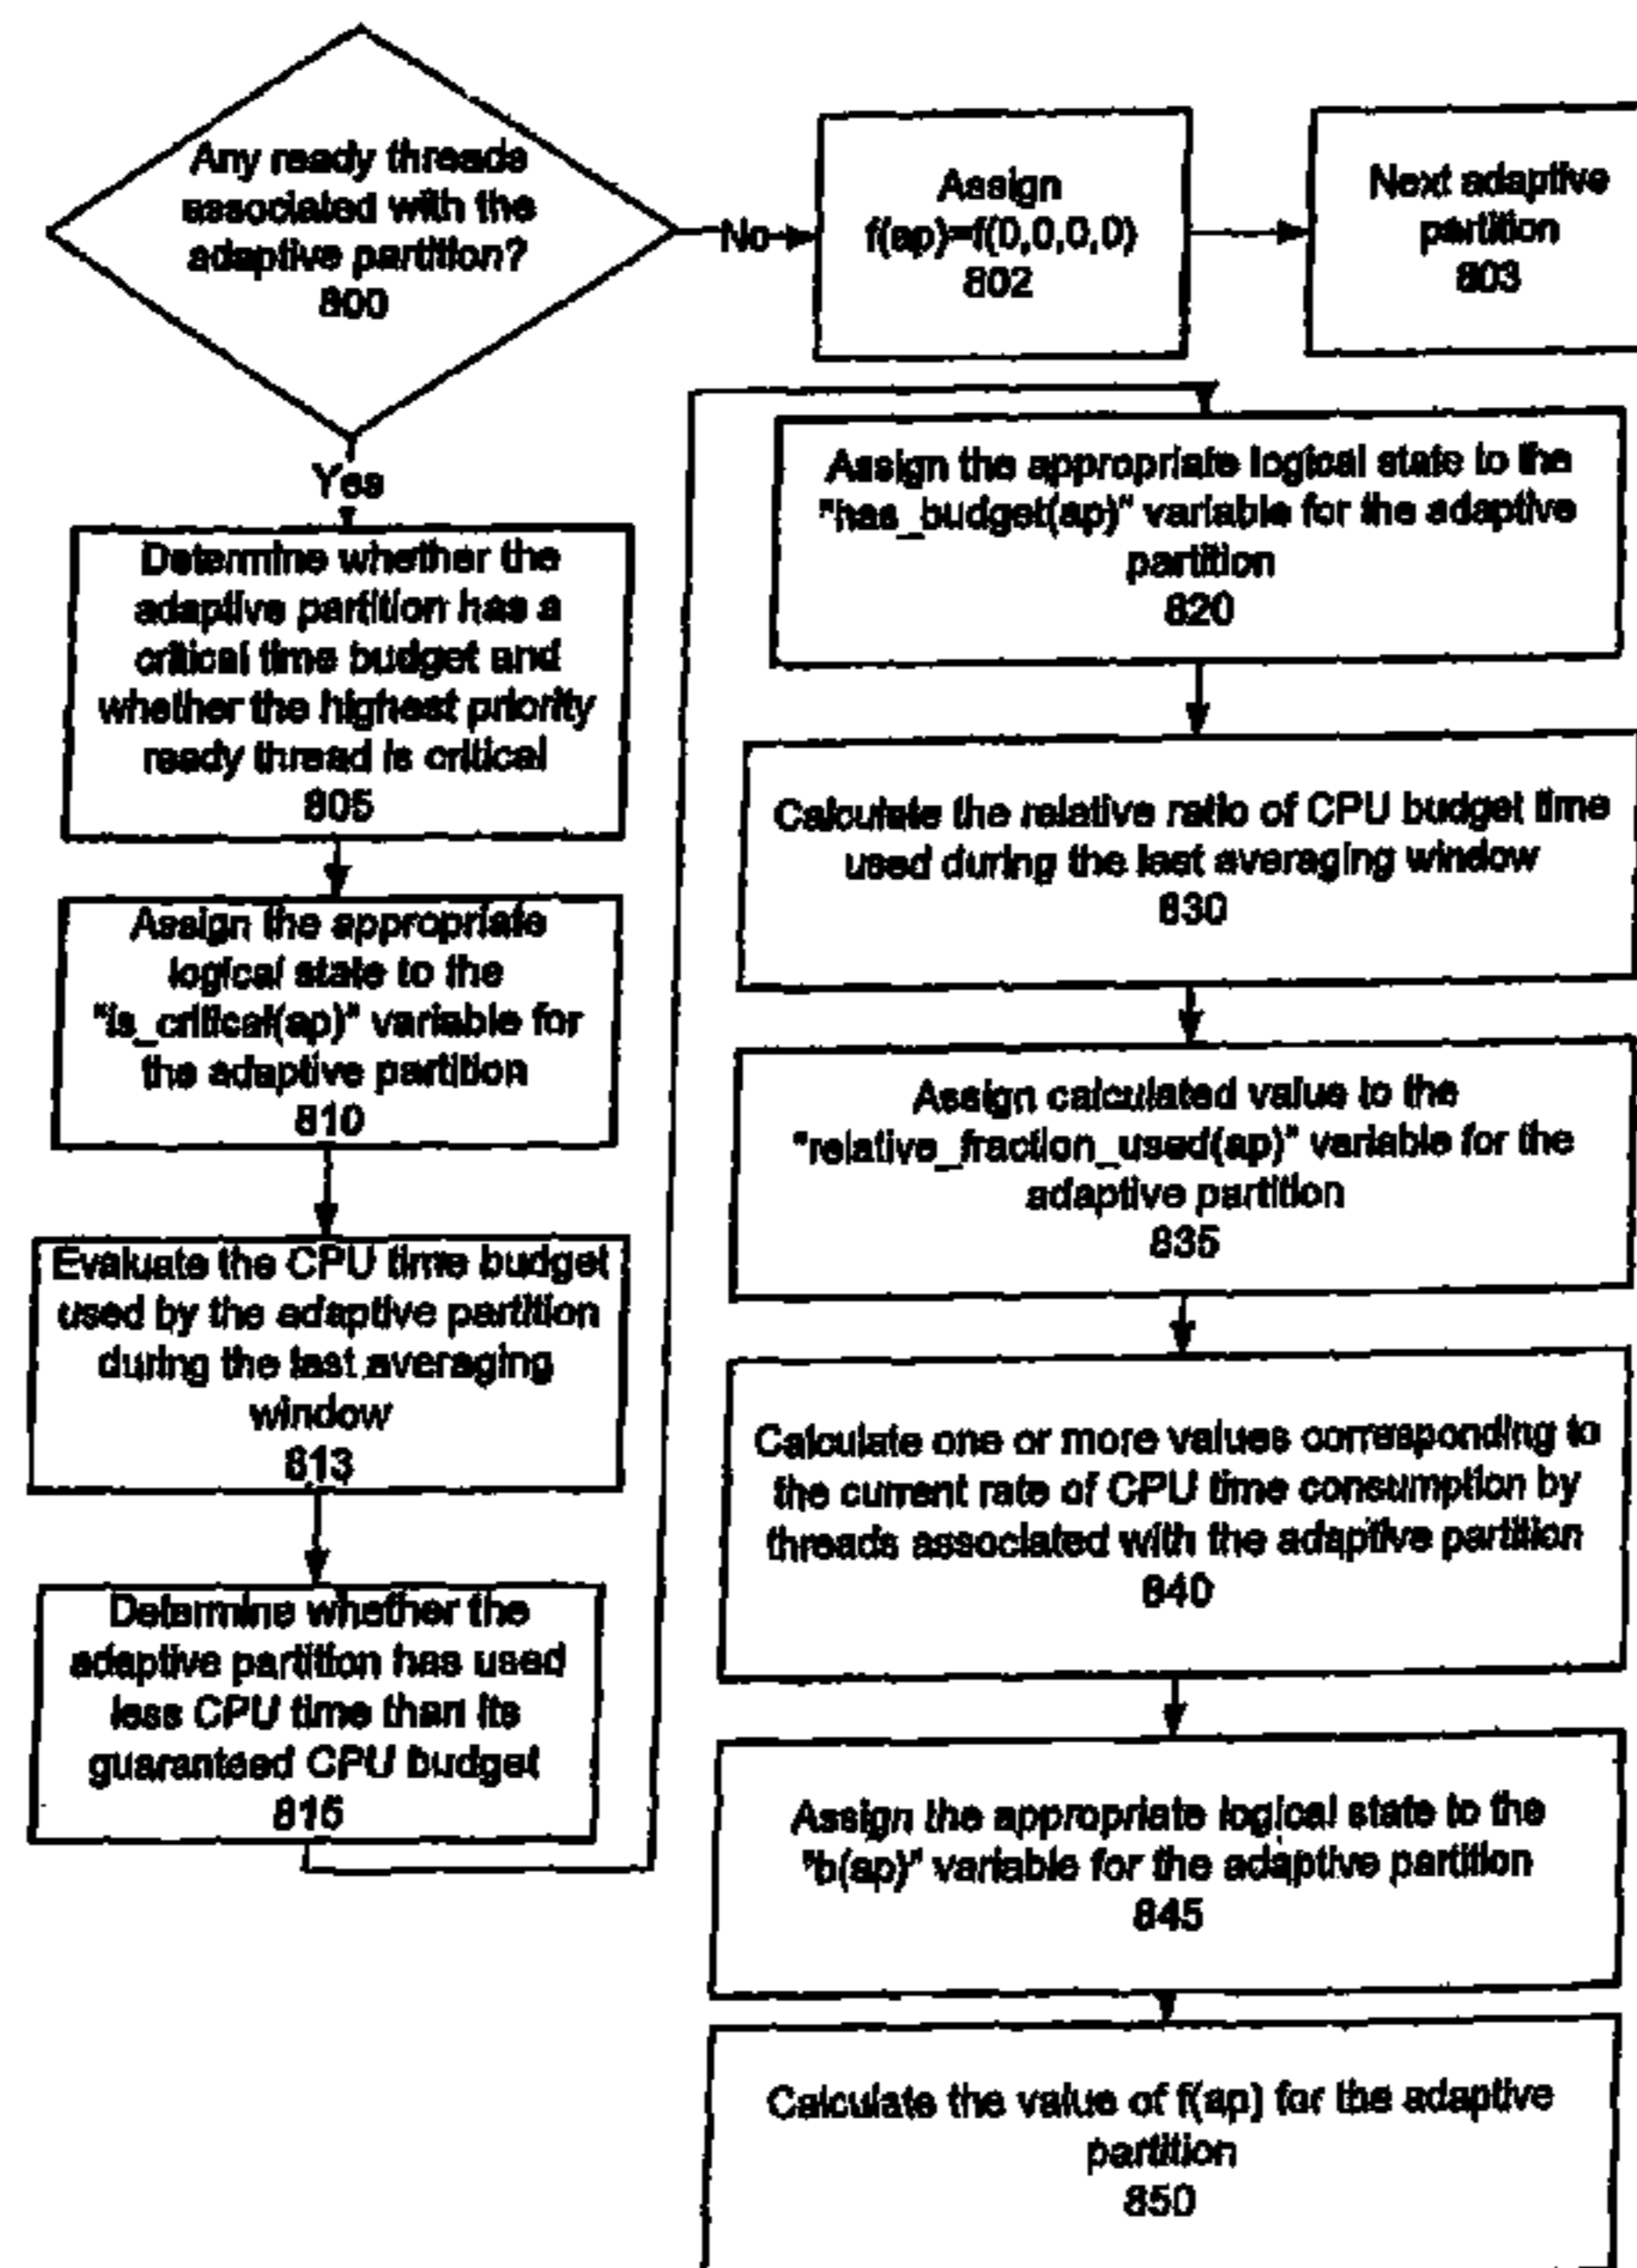 Any ready threads
associated with the
adaptive partition?
800
No
Assign
f(ap)=f(0,0,0,0)
802
Next adaptive
partition
803
Yes
Determine whether the
adaptive partition has a
critical time budget and
whether the highest priority
ready thread is critical
805
Assign the appropriate
logical state to the
"is_critical(ap)" variable for
the adaptive partition
810
Evaluate the CPU time budget
used by the adaptive partition
during the last averaging
window
813
Determine whether the
adaptive partition has used
less CPU time than its
guaranteed CPU budget
815
Assign the appropriate logical state to the
"has_budget(ap)" variable for the adaptive
partition
820
Calculate the relative ratio of CPU budget time
used during the last averaging window
830
Assign calculated value to the
"relative_fraction_used(ap)" variable for the
adaptive partition
835
Calculate one or more values corresponding to
the current rate of CPU time consumption by
threads associated with the adaptive partition
840
Assign the appropriate logical state to the
"b(ap)" variable for the adaptive partition
845
Calculate the value of f(ap) for the adaptive
partition
850